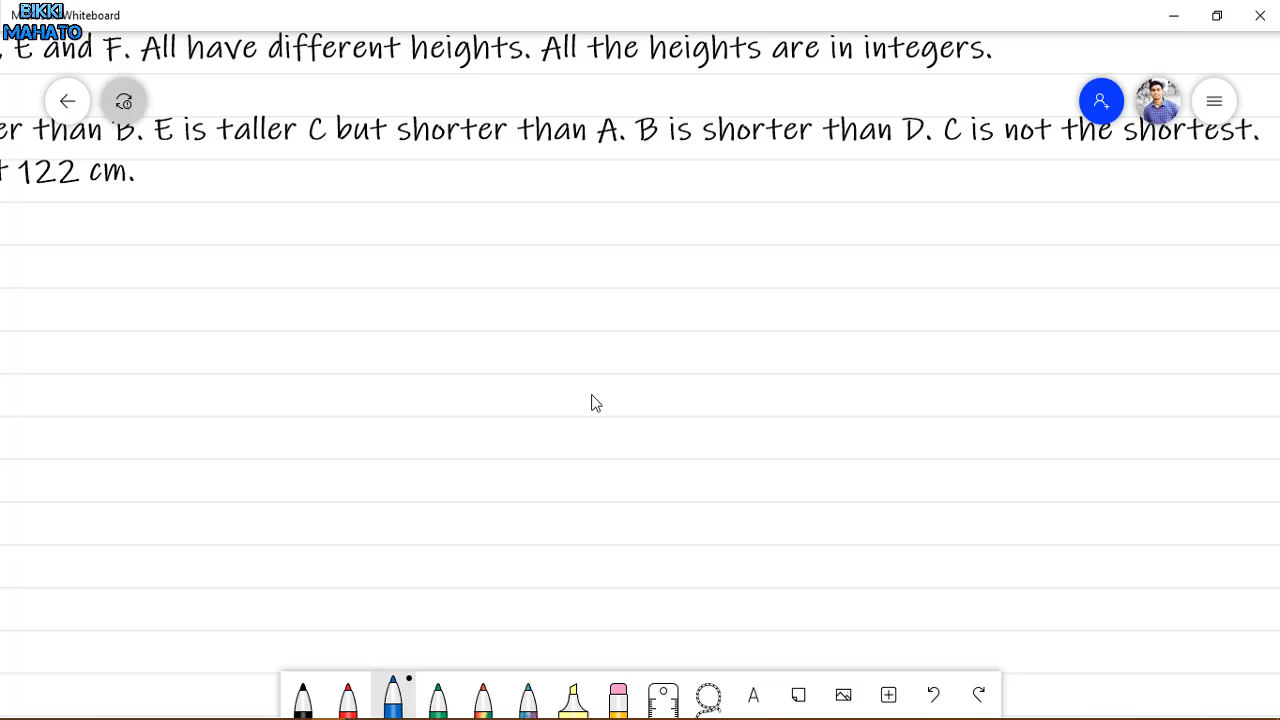 BIKKI
MAHATO
Whiteboard
E and F. All have different heights. All the heights are in integers.
than B. E is taller C but shorter than A. B is shorter than D. C is not the shortest.
122 cm.
A